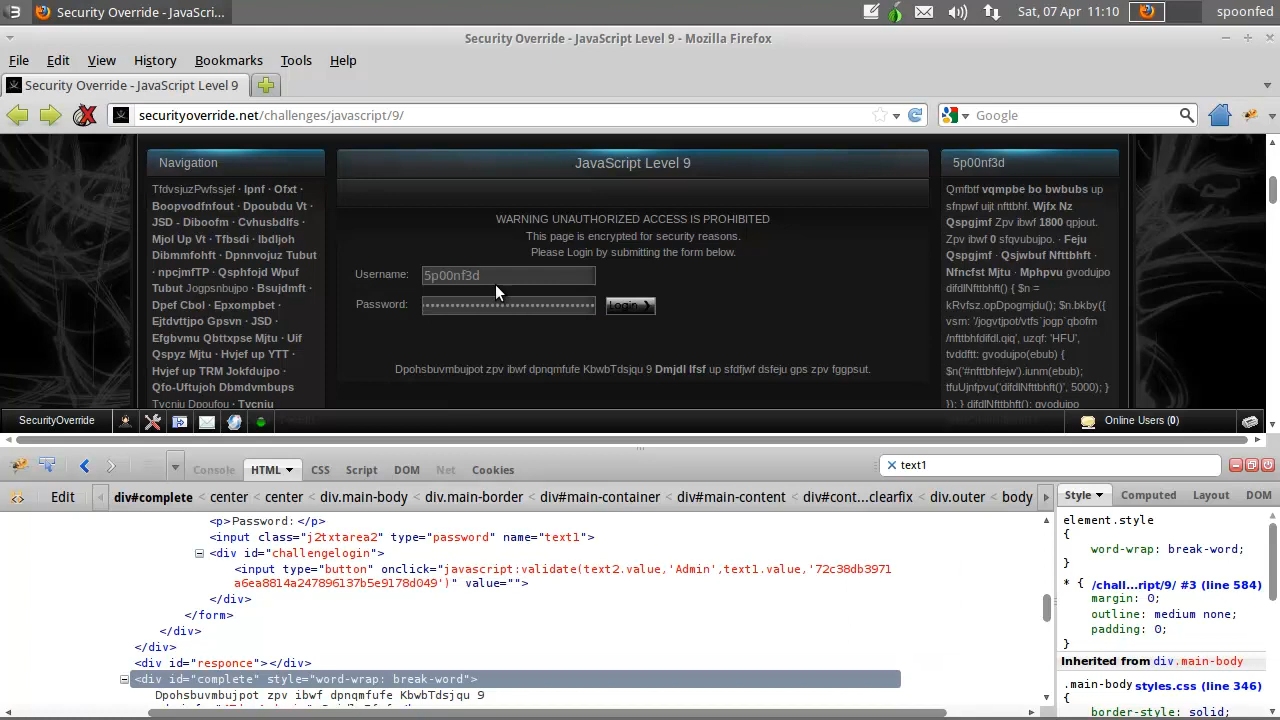 Security Override - JavaScri...
Sat, 07 Apr 11:10
spoonfed
Security Override - JavaScript Level 9 - Mozilla Firefox
File Edit View History Bookmarks Tools Help
Security Override - JavaScript Level 9
securityoverride.net/challenges/javascript/9/
Google
Navigation
TfdvsjuzPwfssjef · Ipnf · Ofxt ·
Boopvodfnfout · Dpoubdu Vt ·
JSD - Diboofm · Cvhusbdlfs ·
Mjol Up Vt · Tfbsdi · Ibdljoh
Dibmmfohft · Dpnnvojuz Tubut
· npcjmfTP · Qsphfojd Wpuf
Tubut Jogpsnbujpo · Bsujdmft ·
Dpef Cbol · Epxompbet ·
Ejtdvttjpo Gpsvn · JSD ·
Efgbvmu Qbttxpse Mjtu · Uif
Qspyz Mjtu · Hvjef up YTT ·
Hvjef up TRM Jokfdujpo ·
Qfo-Uftujoh Dbmdvmbups
Tvcnju Dpoufou · Tvcnju
JavaScript Level 9
WARNING UNAUTHORIZED ACCESS IS PROHIBITED
This page is encrypted for security reasons.
Please Login by submitting the form below.
Username: 5p00nf3d
Password:
Login ❯
Dpohsbuvmbujpot zpv ibwf dpnqmfufe KbwbTdsjqu 9 Dmjdl Ifsf up sfdfjwf dsfeju gps zpv fggpsut.
5p00nf3d
Qmfbtf vqmpbe bo bwbubs up
sfnpwf uijt nfttbhf. Wjfx Nz
Qspgjmf Zpv ibwf 1800 qpjout.
Zpv ibwf 0 sfqvubujpo. · Feju
Qspgjmf · Qsjwbuf Nfttbhft ·
Nfncfst Mjtu · Mphpvu gvodujpo
difdlNfttbhft() { $n =
kRvfsz.opDpogmjdu(); $n.bkby({
vsm: '/jogvtjpot/vtfs`jogp`qbofm
/nfttbhfdifdl.qiq', uzqf: 'HFU',
tvddftt: gvodujpo(ebub) {
$n('#nfttbhfejw').iunm(ebub);
tfuUjnfpvu('difdlNfttbhft()', 5000); }
}); } difdlNfttbhft(); gvodujpo
SecurityOverride
Online Users (0)
Console HTML CSS Script DOM Net Cookies
text1
Edit
div#complete < center < center < div.main-body < div.main-border < div#main-container < div#main-content < div#cont...clearfix < div.outer < body
<p>Password:</p>
<input class="j2txtarea2" type="password" name="text1">
<div id="challengelogin">
<input type="button" onclick="javascript:validate(text2.value,'Admin',text1.value,'72c38db3971
a6ea8814a247896137b5e9178d049')" value="">
</div>
</form>
</div>
</div>
<div id="responce"></div>
<div id="complete" style="word-wrap: break-word">
Dpohsbuvmbujpot zpv ibwf dpnqmfufe KbwbTdsjqu 9
Style Computed Layout DOM
element.style
{
word-wrap: break-word;
}
* { /chall...ript/9/ #3 (line 584)
margin: 0;
outline: medium none;
padding: 0;
}
Inherited from div.main-body
.main-body styles.css (line 346)
{
border-style: solid;